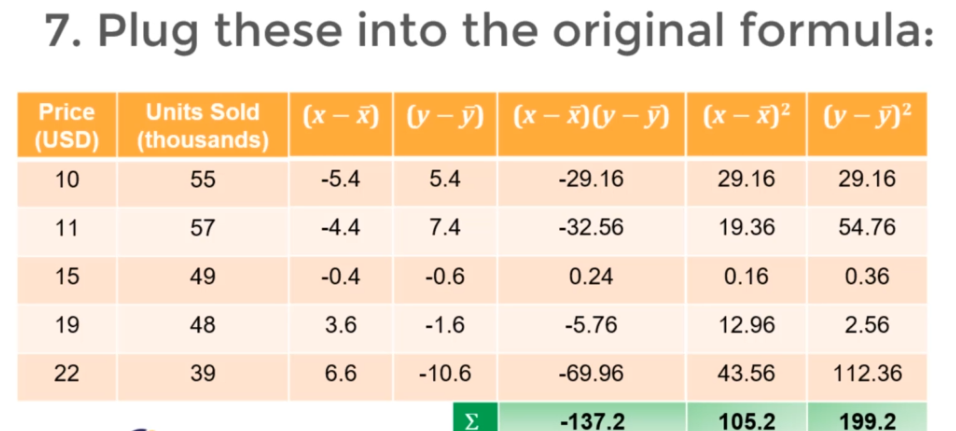 7. Plug these into the original formula:
Price (USD) Units Sold (thousands) (x − x̄) (y − ȳ) (x − x̄)(y − ȳ) (x − x̄)² (y − ȳ)²
10 55 -5.4 5.4 -29.16 29.16 29.16
11 57 -4.4 7.4 -32.56 19.36 54.76
15 49 -0.4 -0.6 0.24 0.16 0.36
19 48 3.6 -1.6 -5.76 12.96 2.56
22 39 6.6 -10.6 -69.96 43.56 112.36
Σ -137.2 105.2 199.2